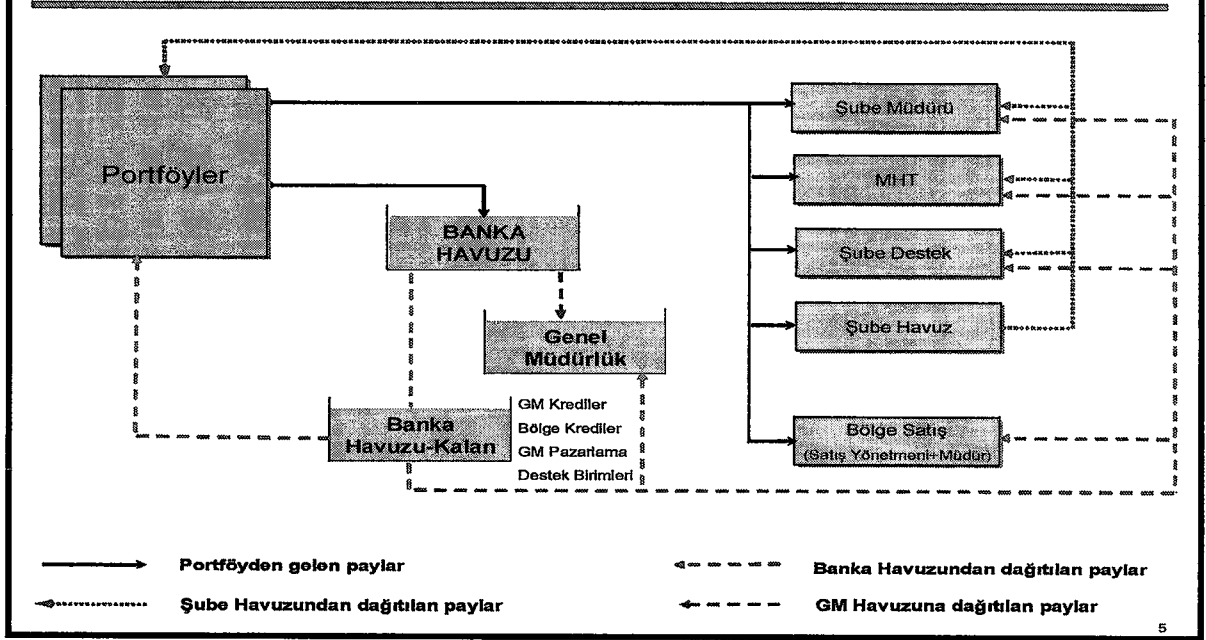 Portföyler
BANKA
HAVUZU
Genel
Müdürlük
Banka
Havuzu-Kalan
GM Krediler
Bölge Krediler
GM Pazarlama
Destek Birimleri
Şube Müdürü
MHT
Şube Destek
Şube Havuz
Bölge Satış
(Satış Yönetmeni+Müdür)
Portföyden gelen paylar
Banka Havuzundan dağıtılan paylar
Şube Havuzundan dağıtılan paylar
GM Havuzuna dağıtılan paylar
5